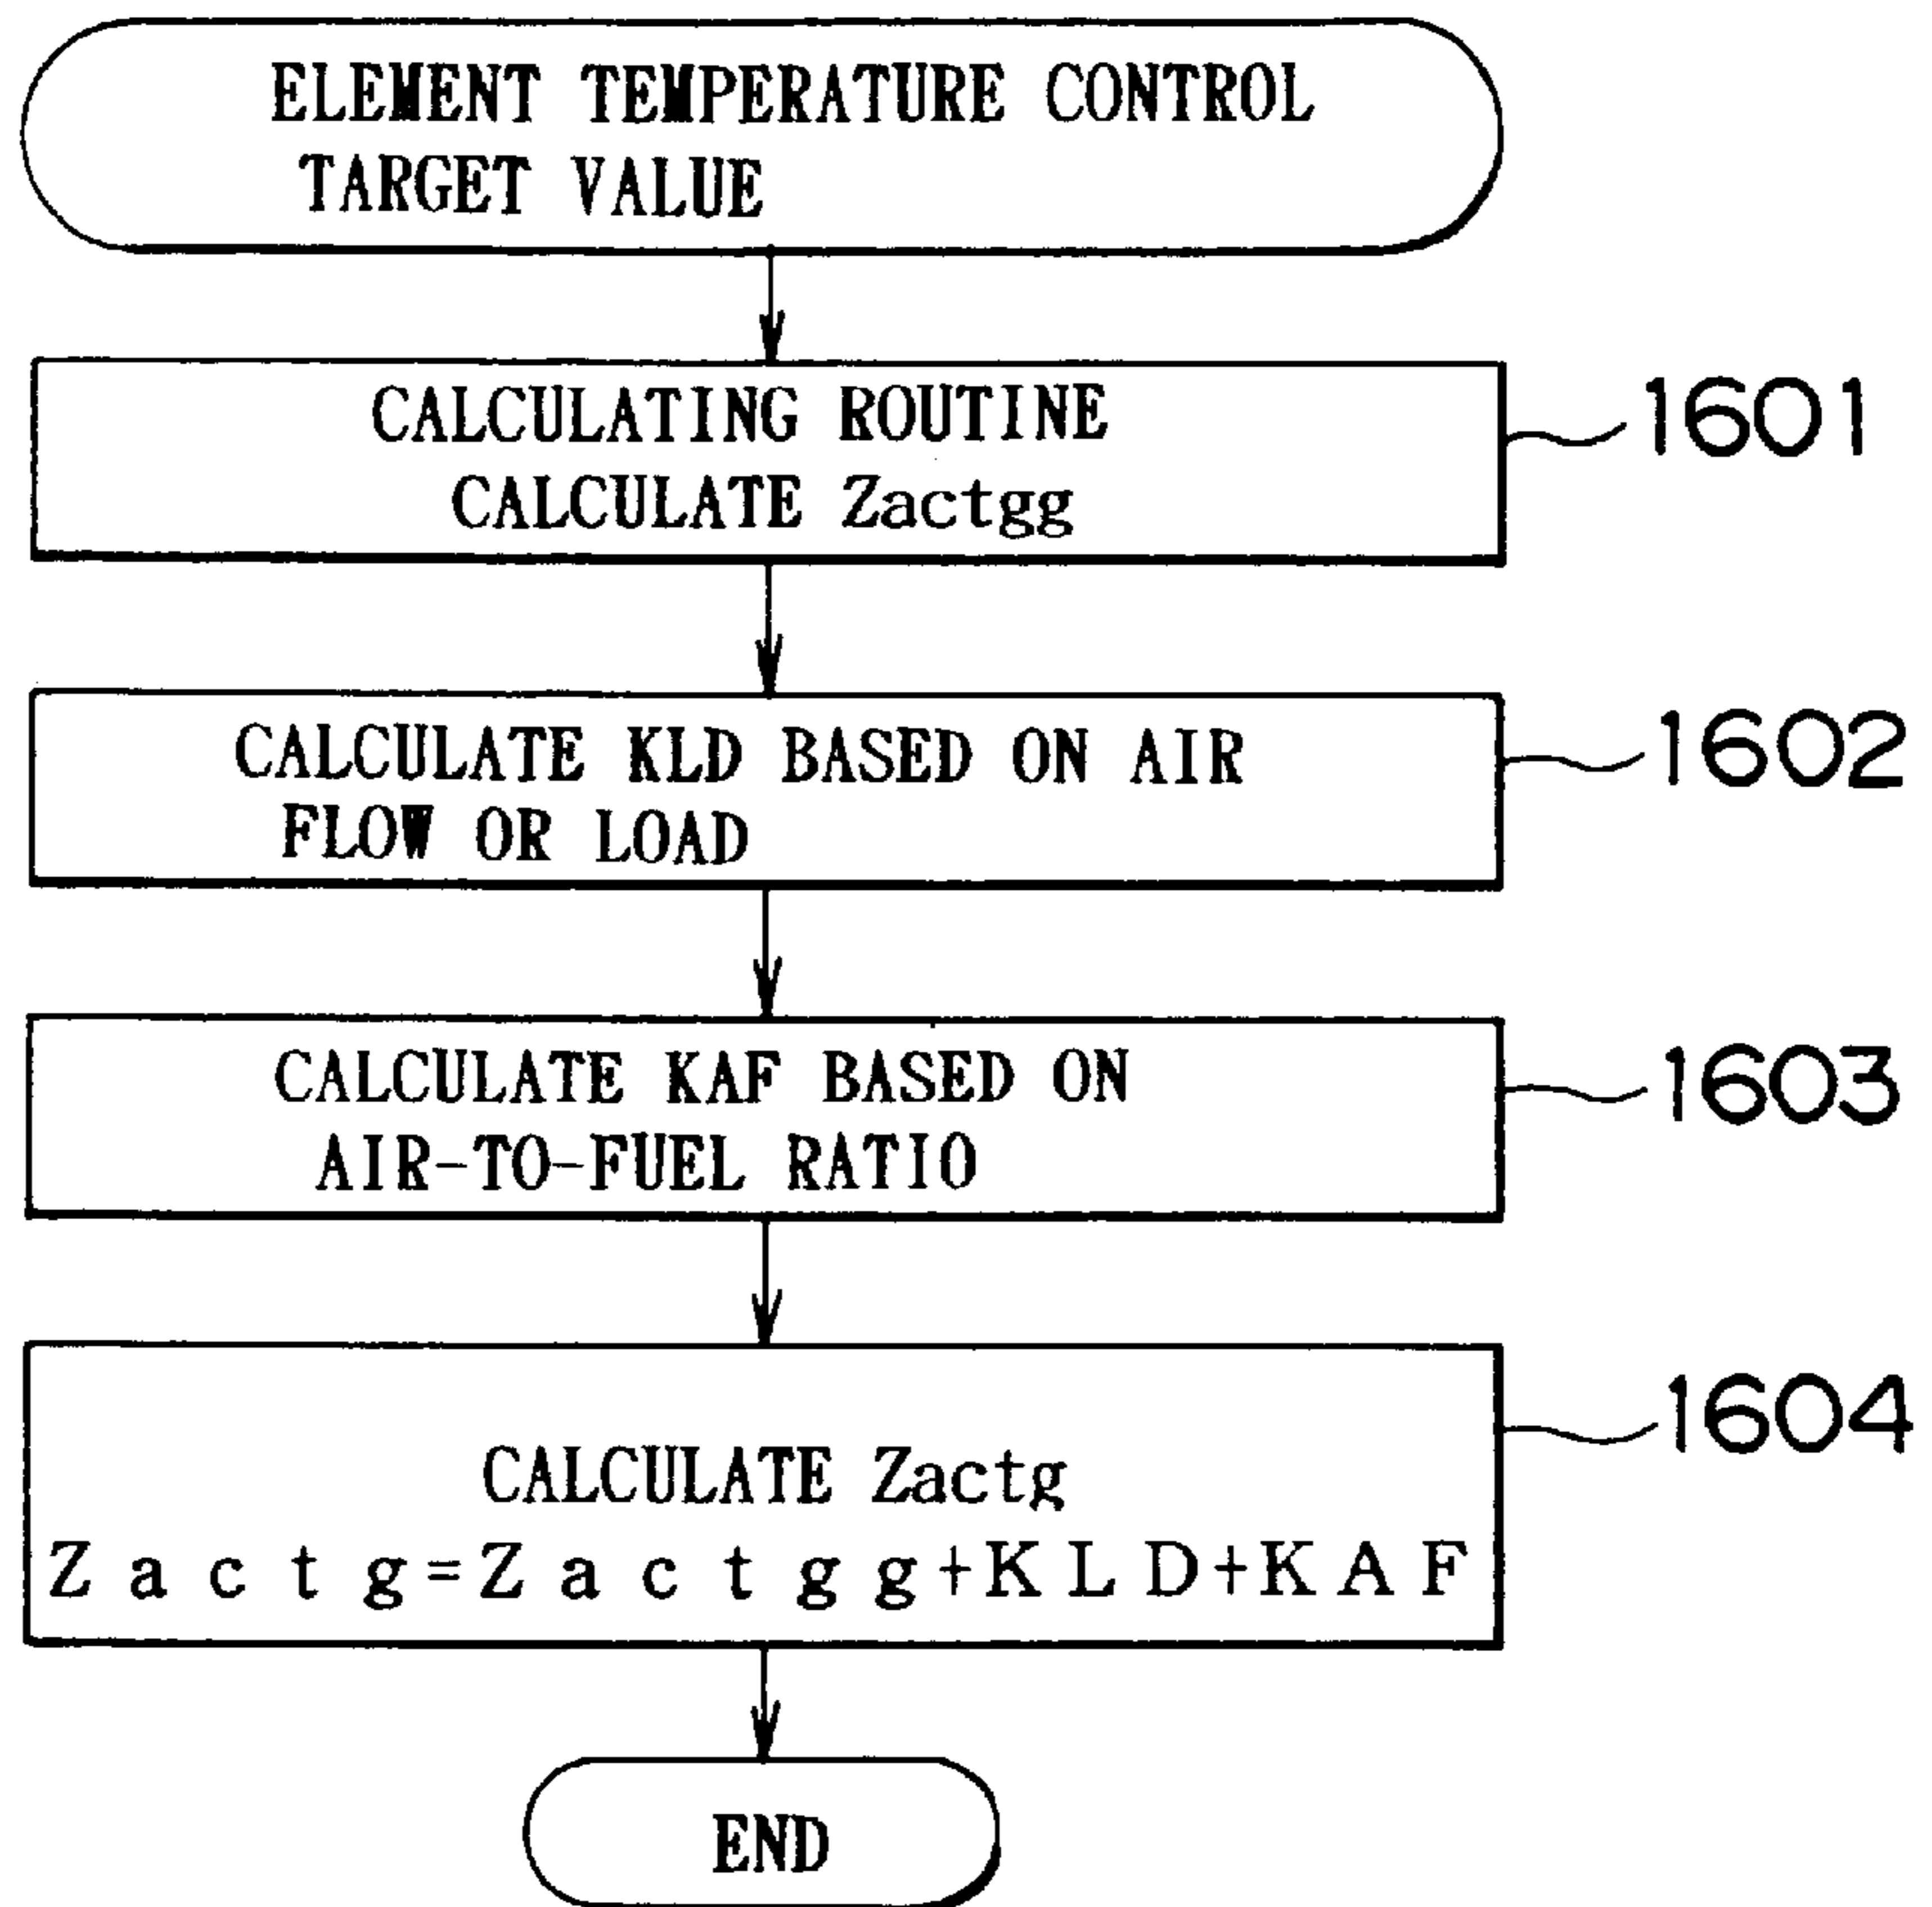 ELEMENT TEMPERATURE CONTROL
TARGET VALUE
CALCULATING ROUTINE
CALCULATE Zactgg
1601
CALCULATE KLD BASED ON AIR
FLOW OR LOAD
1602
CALCULATE KAF BASED ON
AIR-TO-FUEL RATIO
1603
CALCULATE Zactg
Zactg=Zactgg+KLD+KAF
1604
END